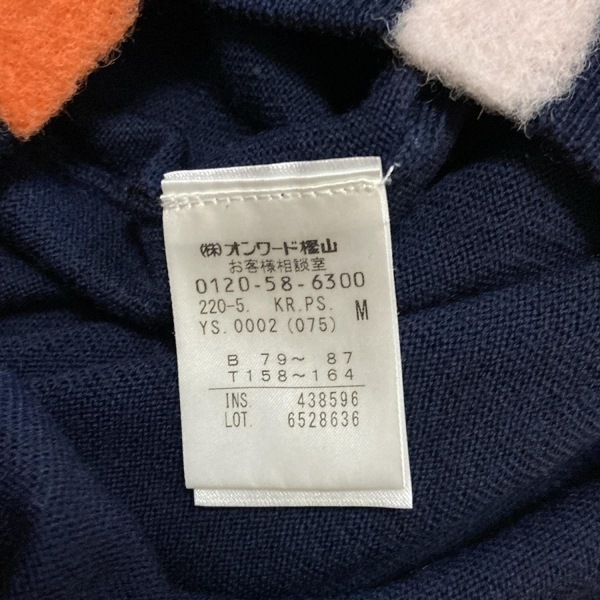 (株)オンワード樫山
お客様相談室
0120-58-6300
220-5. KR.PS. M
YS.0002(075)
B 79～ 87
T158～164
INS. 438596
LOT. 6528636